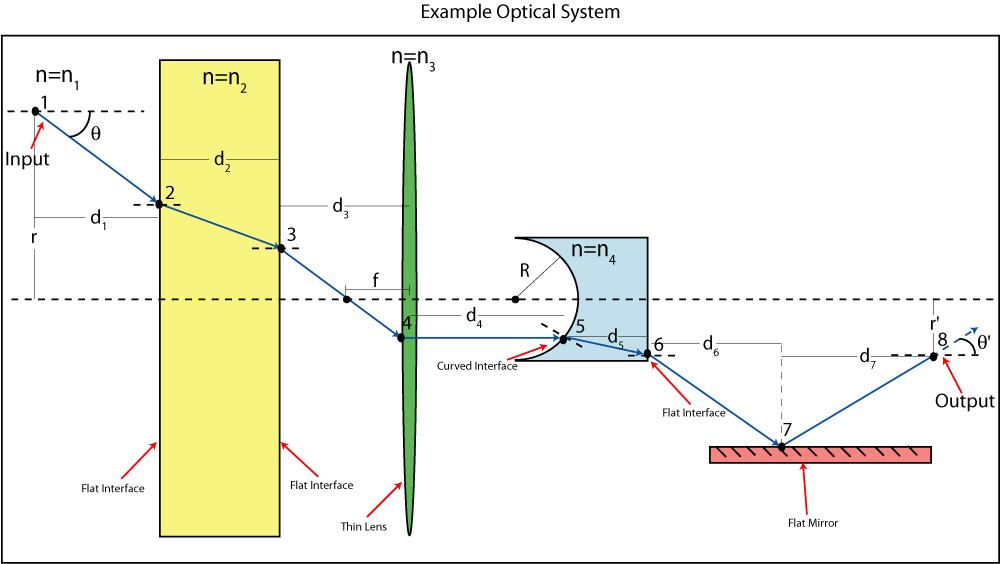 Example Optical System
n=n₁
n=n₂
n=n₃
1
θ
Input
d₁
r
2
d₂
3
d₃
f
4
d₄
R
n=n₄
5
d₅
6
d₆
Curved Interface
Flat Interface
7
d₇
r'
8
θ'
Output
Flat Interface
Flat Interface
Thin Lens
Flat Mirror